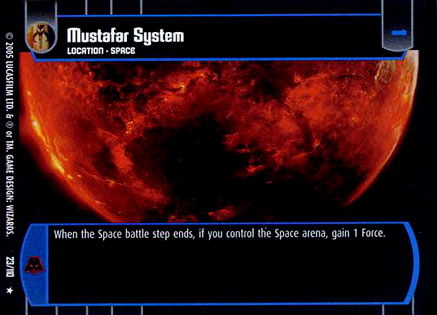 Mustafar System
LOCATION - SPACE
When the Space battle step ends, if you control the Space arena, gain 1 Force.
© 2005 LUCASFILM LTD. & ® or TM. GAME DESIGN: WIZARDS. 23/110 ★